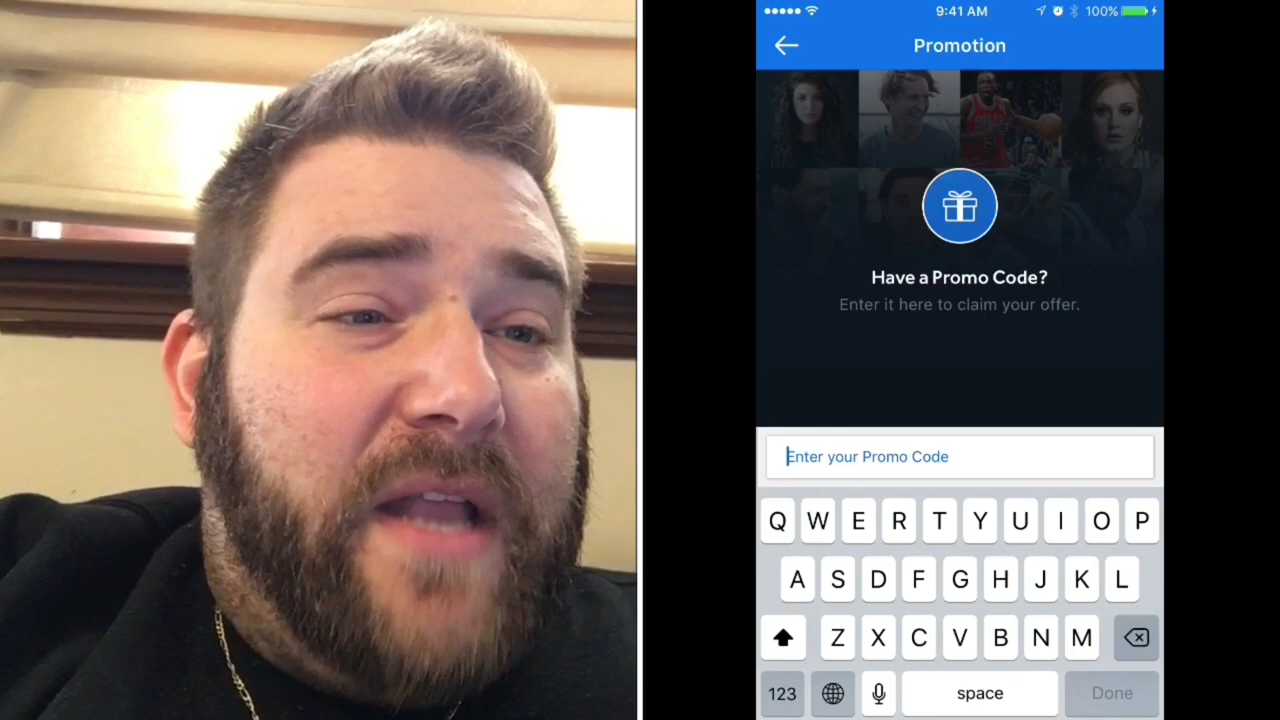 9:41 AM
100%
Promotion
Have a Promo Code?
Enter it here to claim your offer.
Enter your Promo Code
Q W E R T Y U I O P
A S D F G H J K L
Z X C V B N M
123
space
Done